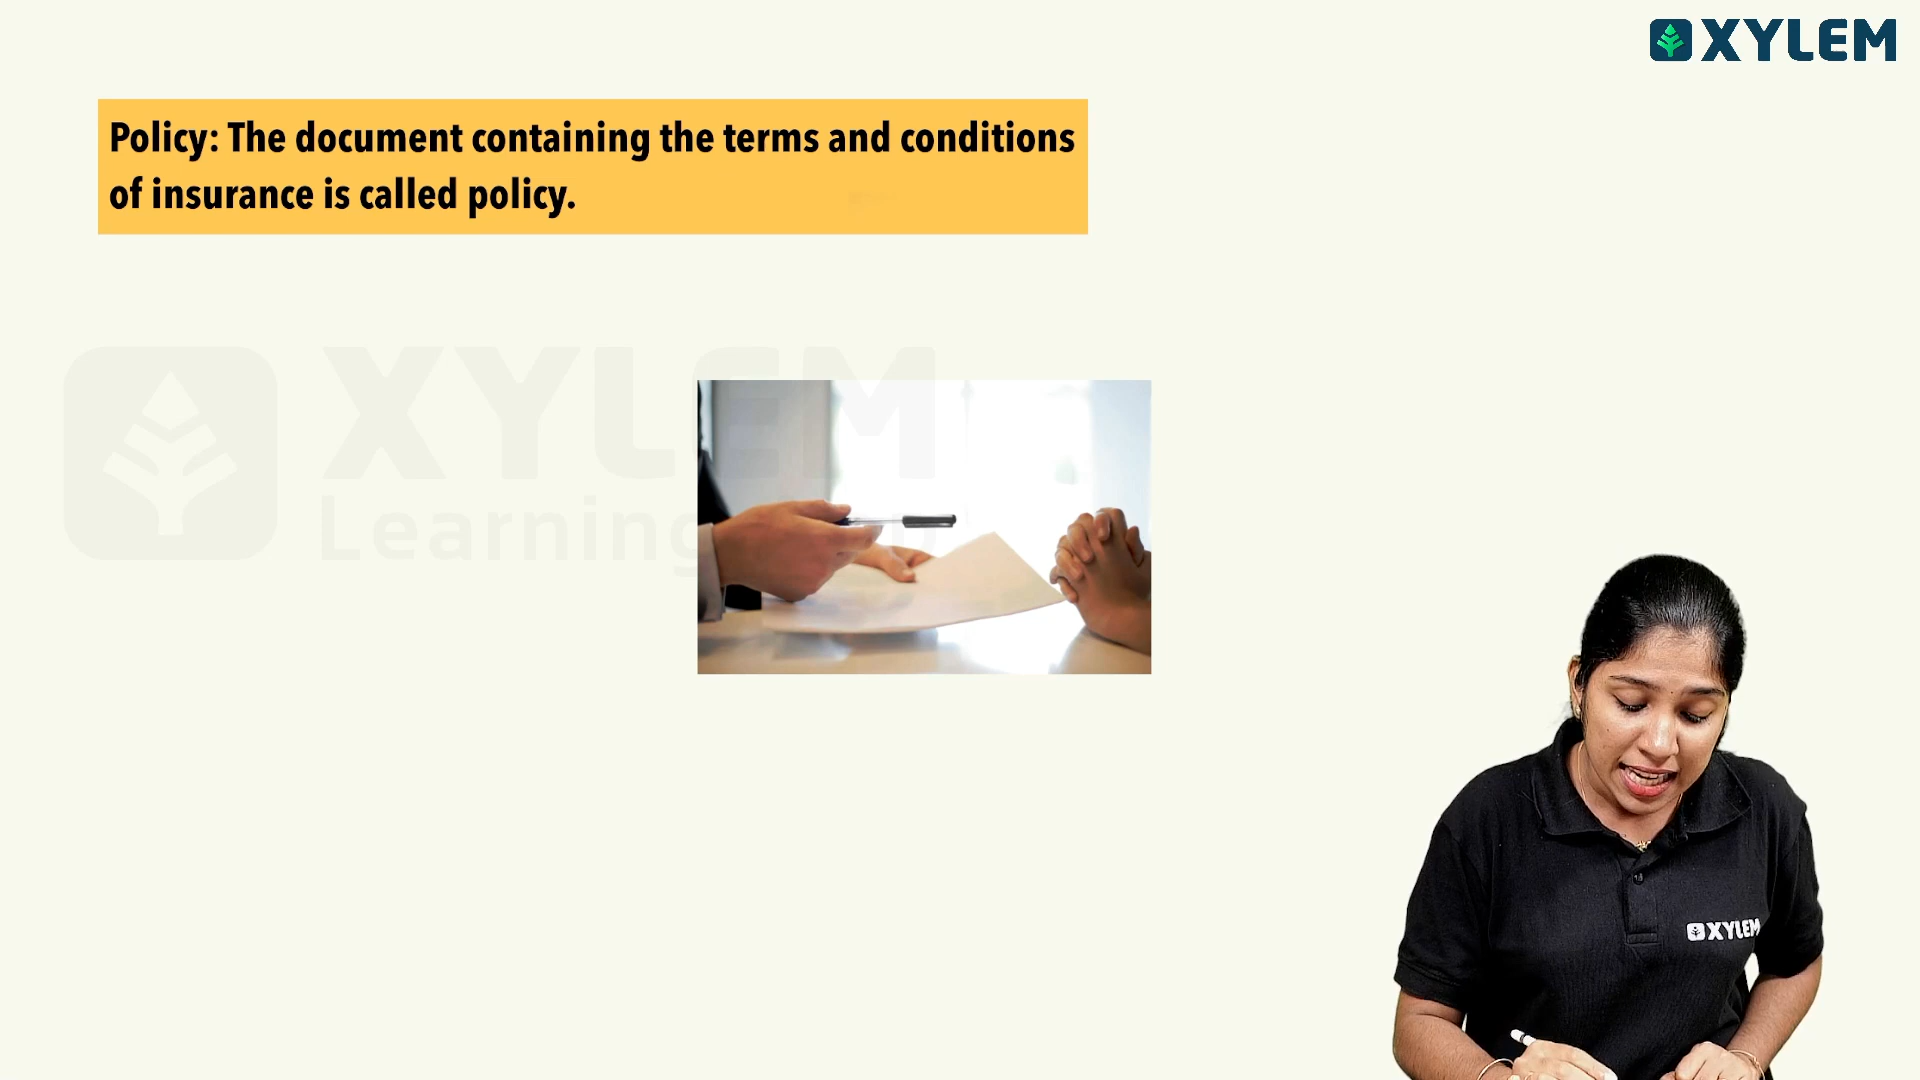 XYLEM
Policy: The document containing the terms and conditions
of insurance is called policy.
XYLEM
Learning
XYLEM